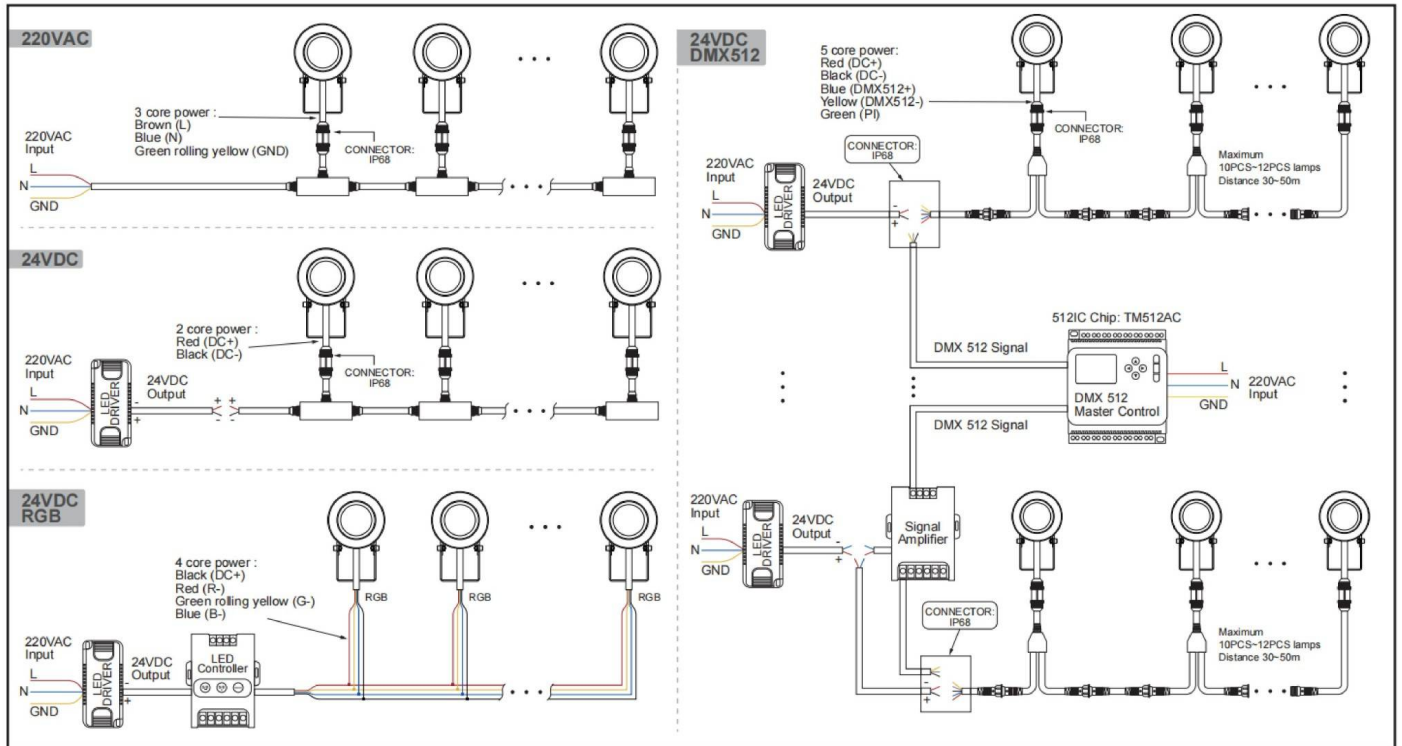 220VAC
3 core power :
Brown (L)
Blue (N)
Green rolling yellow (GND)
CONNECTOR:
IP68
220VAC
Input
L
N
GND
24VDC
2 core power :
Red (DC+)
Black (DC-)
CONNECTOR:
IP68
220VAC
Input
L
N
GND
LED
DRIVER
24VDC
Output
-
+
+ +
- -
24VDC
RGB
4 core power :
Black (DC+)
Red (R-)
Green rolling yellow (G-)
Blue (B-)
RGB
RGB
RGB
220VAC
Input
L
N
GND
LED
DRIVER
24VDC
Output
-
+
LED
Controller
24VDC
DMX512
5 core power:
Red (DC+)
Black (DC-)
Blue (DMX512+)
Yellow (DMX512-)
Green (PI)
CONNECTOR:
IP68
CONNECTOR:
IP68
220VAC
Input
L
N
GND
LED
DRIVER
24VDC
Output
-
+
Maximum
10PCS~12PCS lamps
Distance 30~50m
512IC Chip: TM512AC
DMX 512 Signal
DMX 512
Master Control
L
N
GND
220VAC
Input
DMX 512 Signal
220VAC
Input
L
N
GND
LED
DRIVER
24VDC
Output
-
+
Signal
Amplifier
CONNECTOR:
IP68
-
+
Maximum
10PCS~12PCS lamps
Distance 30~50m